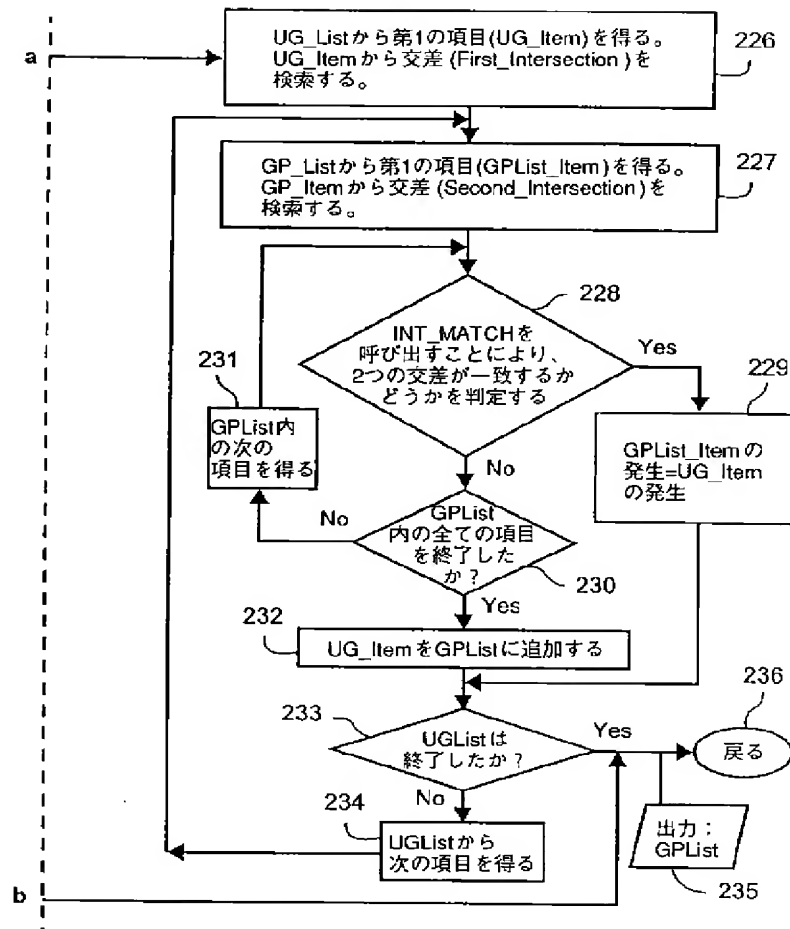 a
UG_Listから第1の項目(UG_Item)を得る。
UG_Itemから交差(First_Intersection)を
検索する。
226
GP_Listから第1の項目(GPList_Item)を得る。
GP_Itemから交差(Second_Intersection)を
検索する。
227
228
INT_MATCHを
呼び出すことにより、
2つの交差が一致するか
どうかを判定する
Yes
229
231
GPList内
の次の
項目を得る
GPList_Itemの
発生=UG_Item
の発生
No
No
GPList
内の全ての項目
を終了した
か?
230
Yes
232
UG_ItemをGPListに追加する
236
233
UGListは
終了したか?
Yes
戻る
No
234
UGListから
次の項目を得る
出力:
GPList
235
b